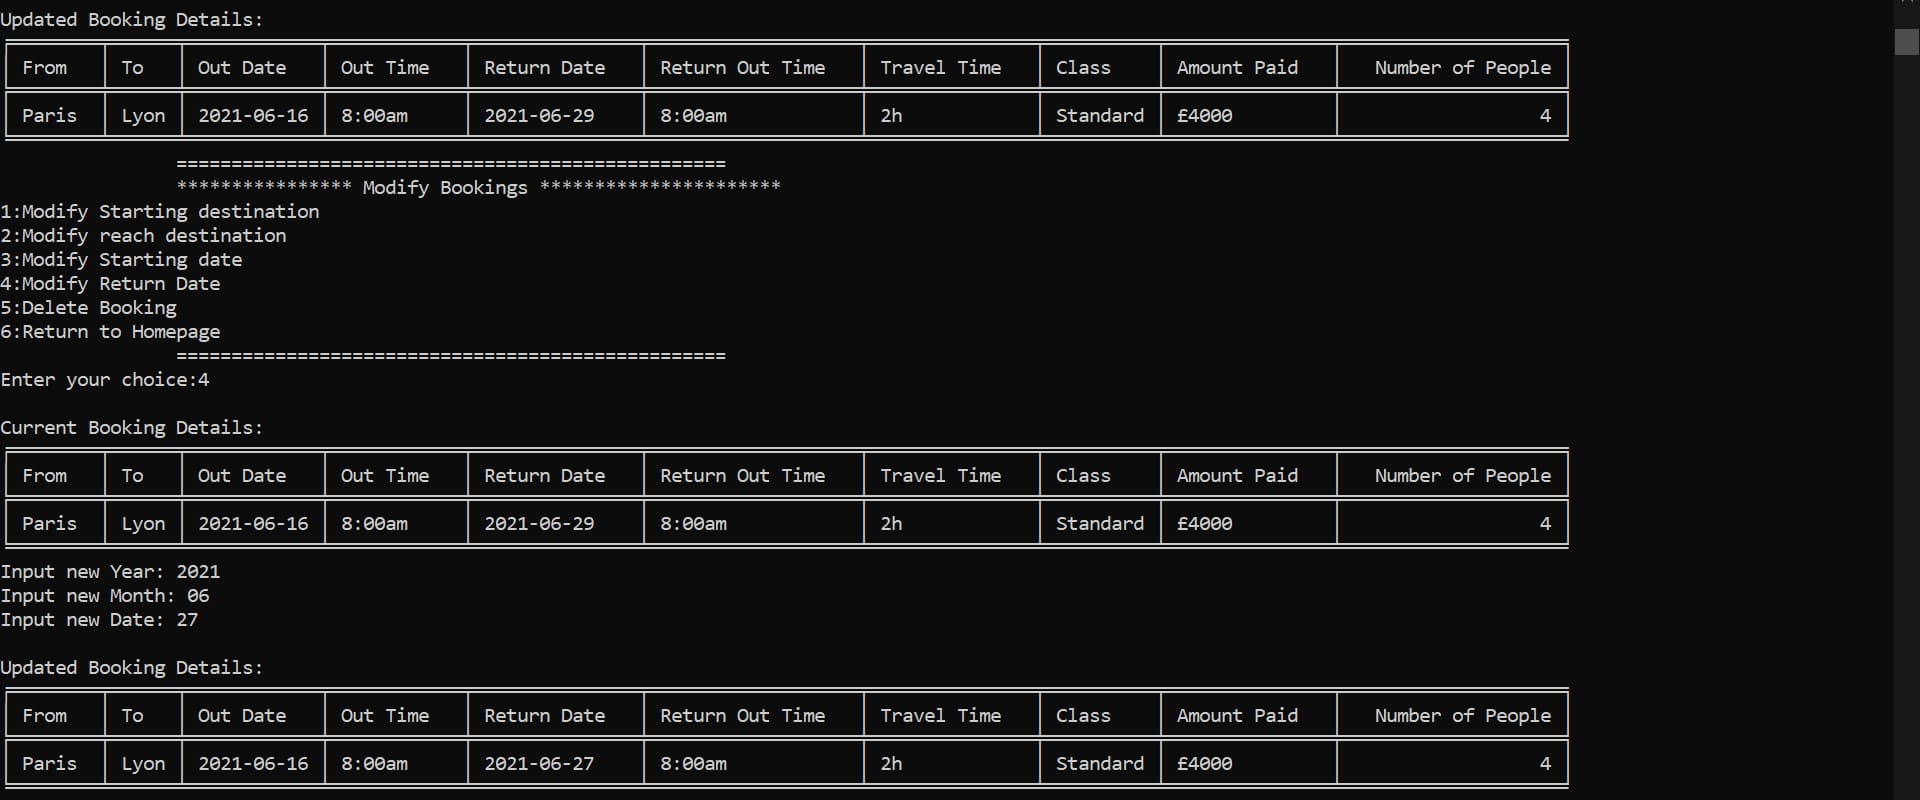 Updated Booking Details:
From To Out Date Out Time Return Date Return Out Time Travel Time Class Amount Paid Number of People
Paris Lyon 2021-06-16 8:00am 2021-06-29 8:00am 2h Standard £4000 4
==================================================
**************** Modify Bookings **********************
1:Modify Starting destination
2:Modify reach destination
3:Modify Starting date
4:Modify Return Date
5:Delete Booking
6:Return to Homepage
==================================================
Enter your choice:4
Current Booking Details:
From To Out Date Out Time Return Date Return Out Time Travel Time Class Amount Paid Number of People
Paris Lyon 2021-06-16 8:00am 2021-06-29 8:00am 2h Standard £4000 4
Input new Year: 2021
Input new Month: 06
Input new Date: 27
Updated Booking Details:
From To Out Date Out Time Return Date Return Out Time Travel Time Class Amount Paid Number of People
Paris Lyon 2021-06-16 8:00am 2021-06-27 8:00am 2h Standard £4000 4